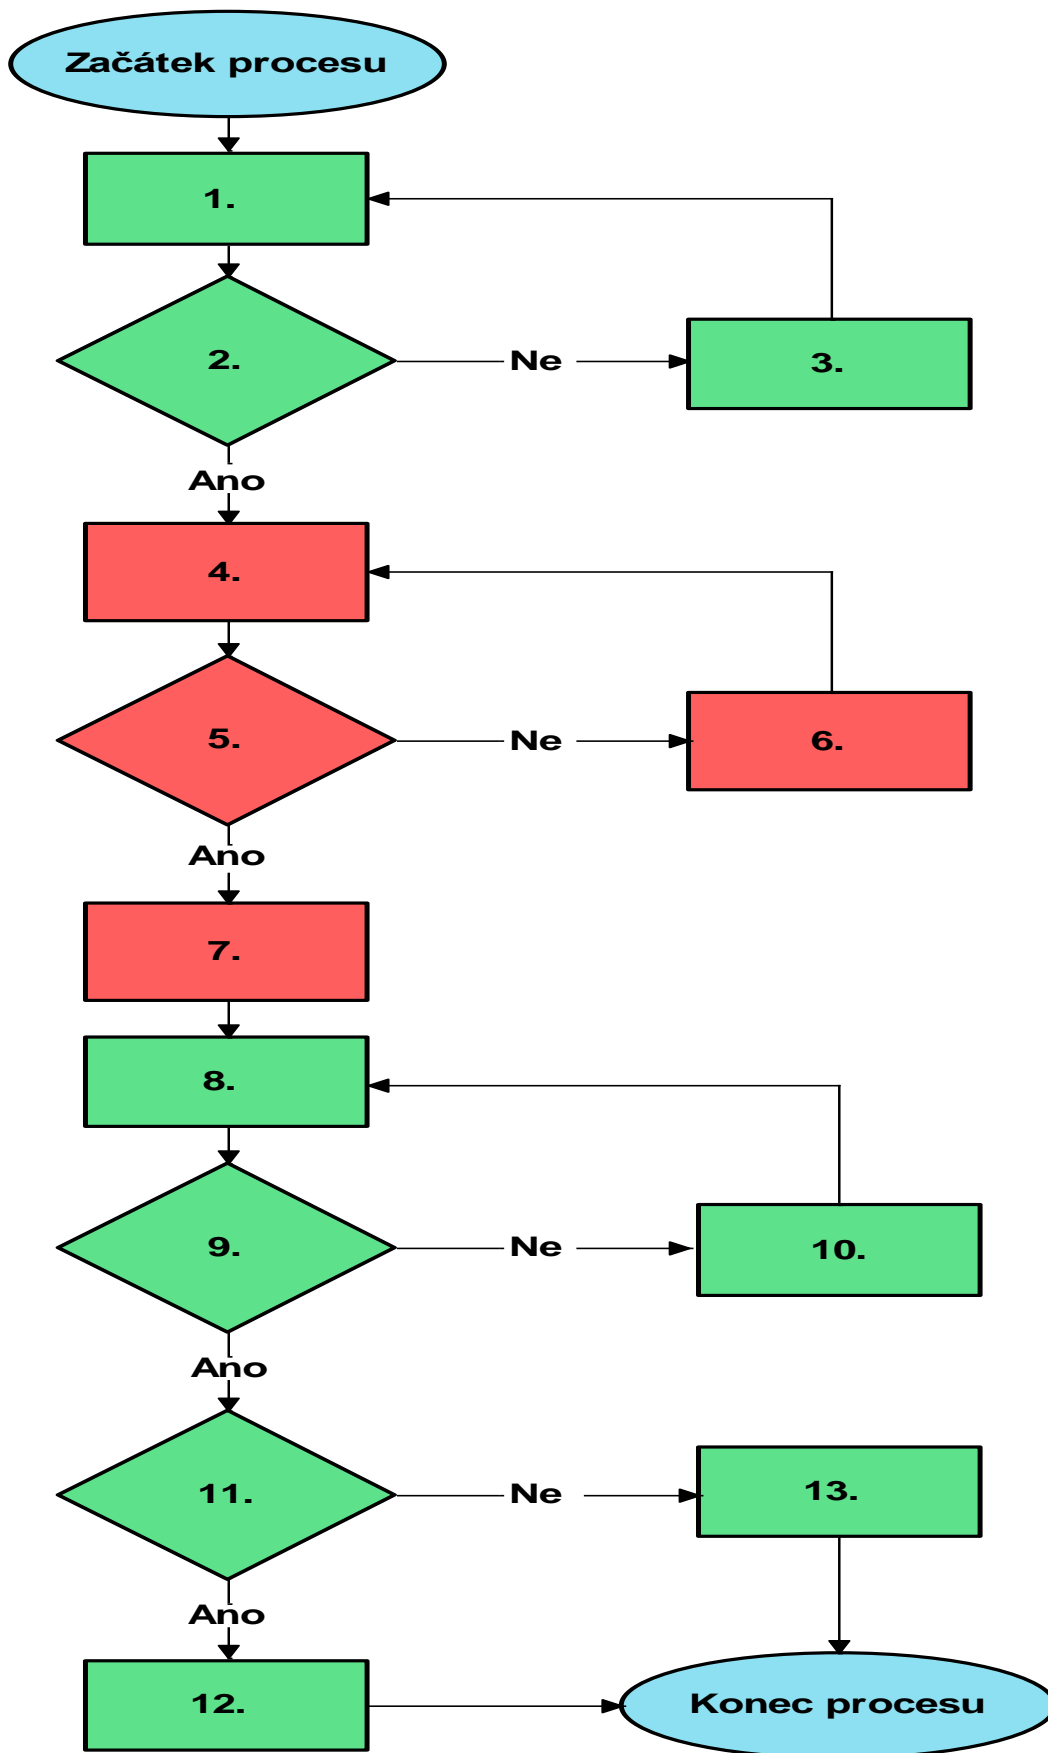 Začátek procesu
1.
2.
Ne
3.
Ano
4.
5.
Ne
6.
Ano
7.
8.
9.
Ne
10.
Ano
11.
Ne
13.
Ano
12.
Konec procesu